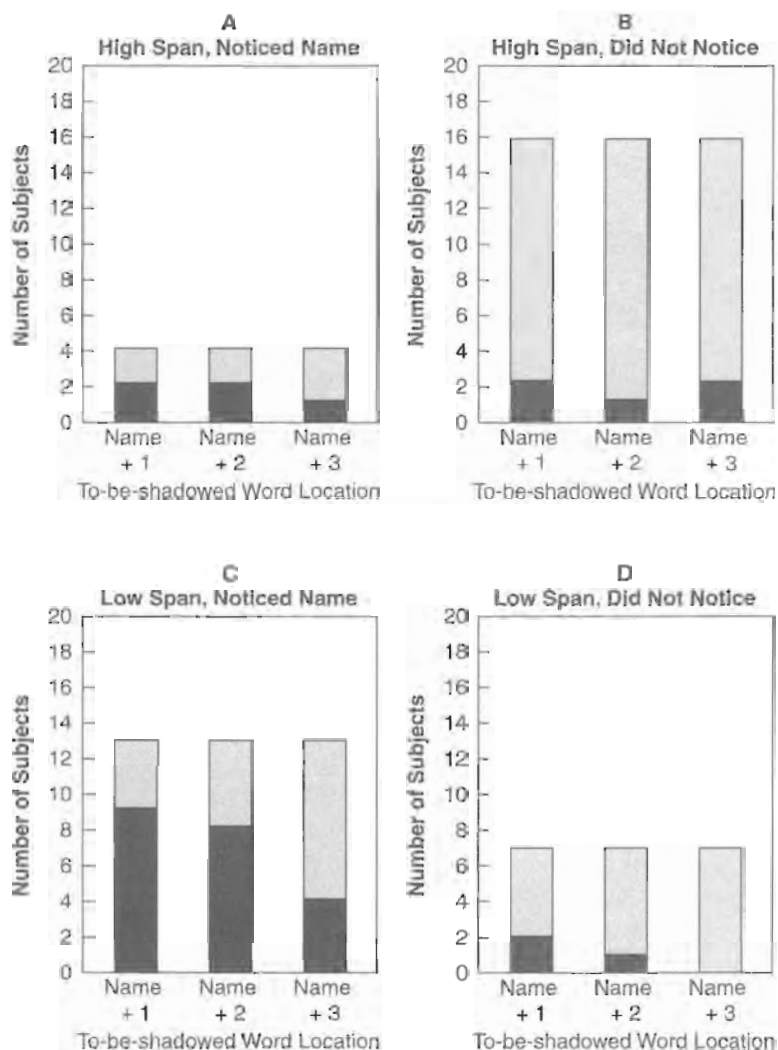 A
High Span, Noticed Name
Number of Subjects
20
18
16
14
12
10
8
6
4
2
0
Name Name Name
+ 1 + 2 + 3
To-be-shadowed Word Location
B
High Span, Did Not Notice
Number of Subjects
20
18
16
14
12
10
8
6
4
2
0
Name Name Name
+ 1 + 2 + 3
To-be-shadowed Word Location
C
Low Span, Noticed Name
Number of Subjects
20
18
16
14
12
10
8
6
4
2
0
Name Name Name
+ 1 + 2 + 3
To-be-shadowed Word Location
D
Low Span, Did Not Notice
Number of Subjects
20
18
16
14
12
10
8
6
4
2
0
Name Name Name
+ 1 + 2 + 3
To-be-shadowed Word Location